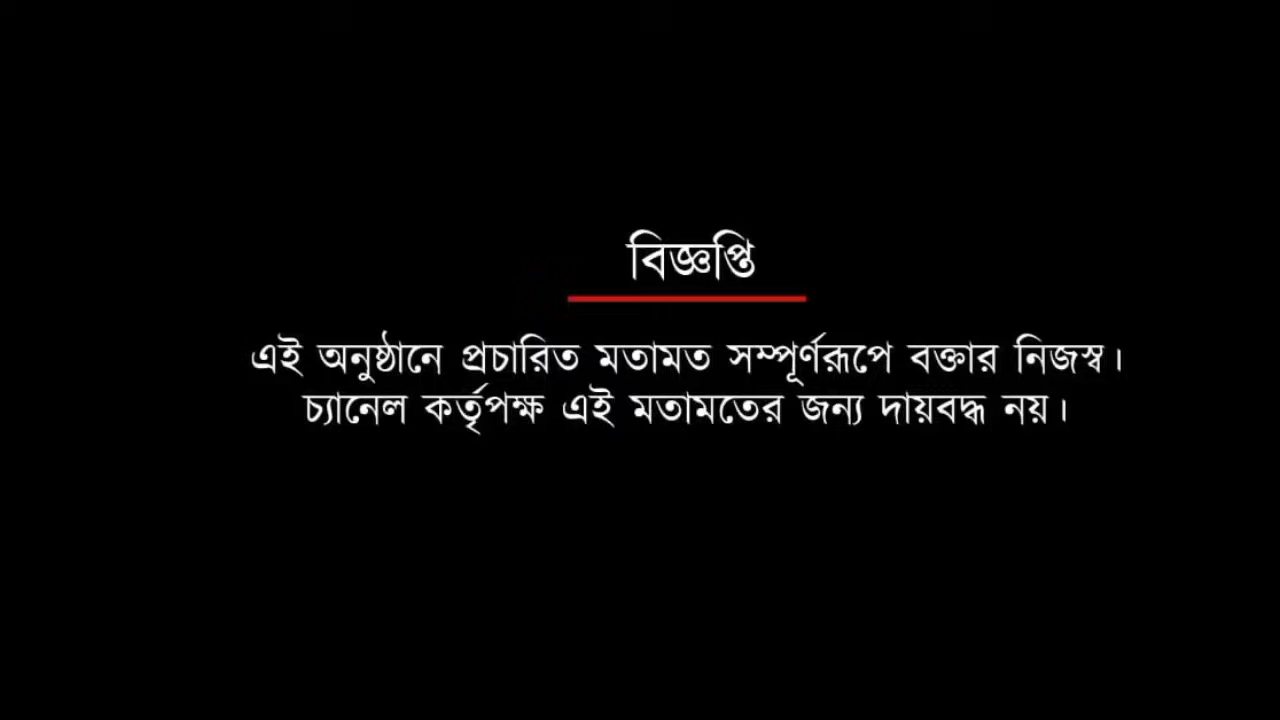 বিজ্ঞপ্তি
এই অনুষ্ঠানে প্রচারিত মতামত সম্পূর্ণরূপে বক্তার নিজস্ব।
চ্যানেল কর্তৃপক্ষ এই মতামতের জন্য দায়বদ্ধ নয়।